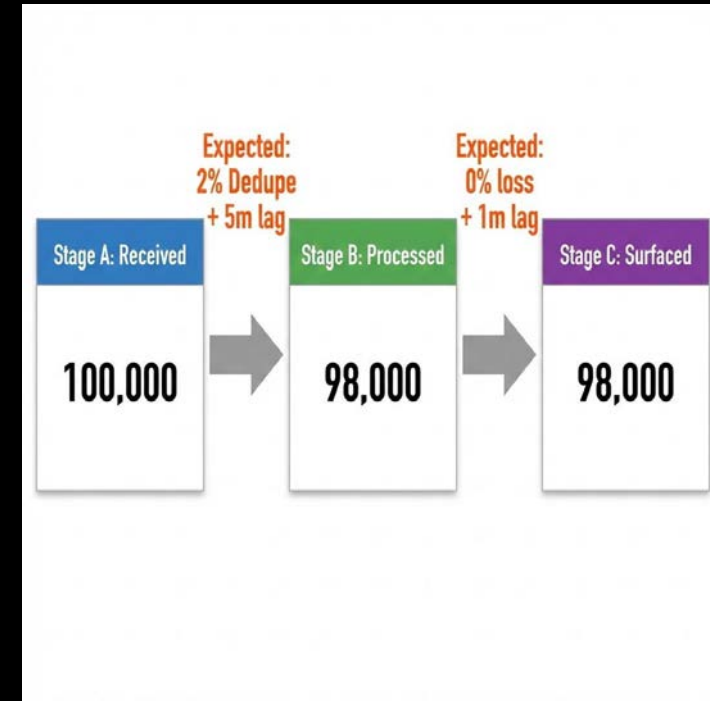 Expected:
2% Dedupe
+ 5m lag
Expected:
0% loss
+ 1m lag
Stage A: Received
Stage B: Processed
Stage C: Surfaced
100,000
98,000
98,000